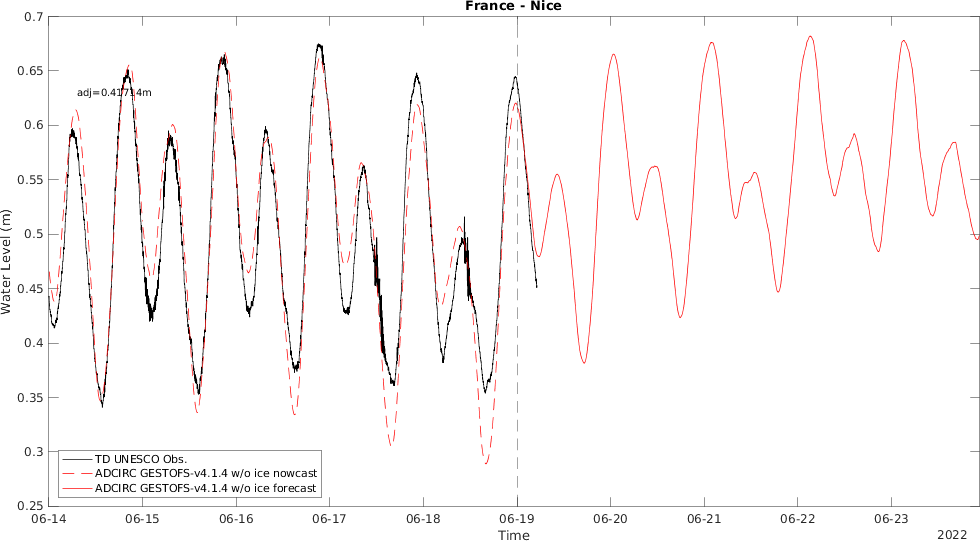 France - Nice
0.7
0.65
0.6
0.55
0.5
0.45
0.4
0.35
0.3
0.25
Water Level (m)
adj=0.41714m
TD UNESCO Obs.
ADCIRC GESTOFS-v4.1.4 w/o ice nowcast
ADCIRC GESTOFS-v4.1.4 w/o ice forecast
06-14 06-15 06-16 06-17 06-18 06-19 06-20 06-21 06-22 06-23
Time
2022